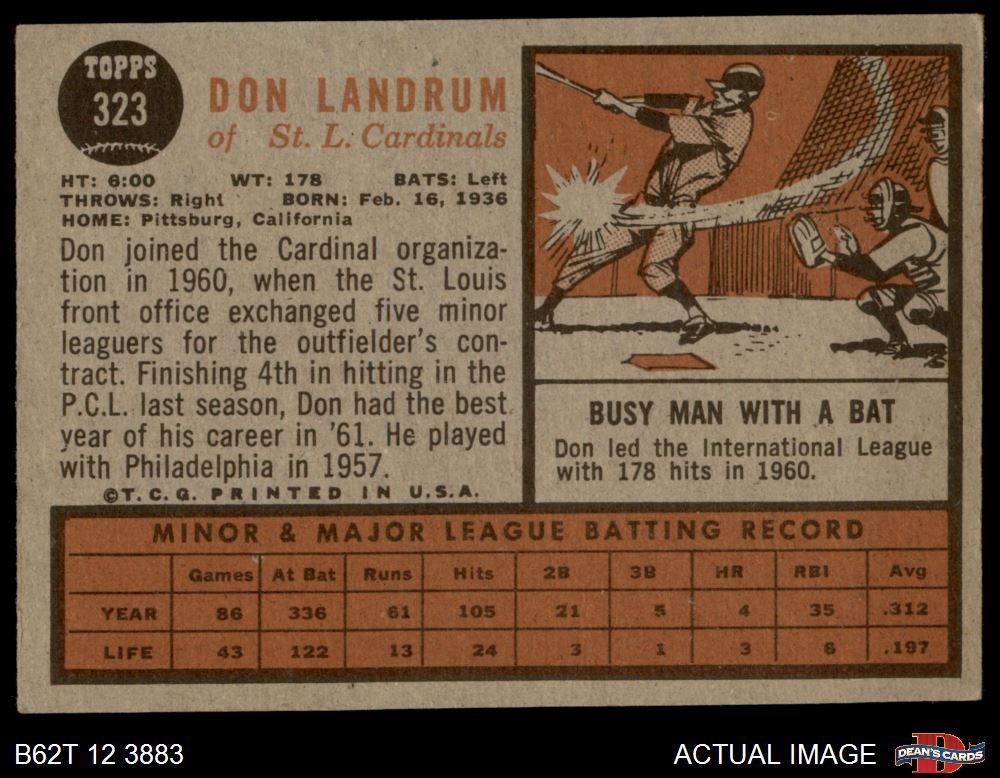 TOPPS
323
DON LANDRUM
of St. L. Cardinals
HT: 6:00 WT: 178 BATS: Left
THROWS: Right BORN: Feb. 16, 1936
HOME: Pittsburg, California
Don joined the Cardinal organiza-
tion in 1960, when the St. Louis
front office exchanged five minor
leaguers for the outfielder's con-
tract. Finishing 4th in hitting in the
P.C.L. last season, Don had the best
year of his career in '61. He played
with Philadelphia in 1957.
©T.C.G. PRINTED IN U.S.A.
BUSY MAN WITH A BAT
Don led the International League
with 178 hits in 1960.
MINOR & MAJOR LEAGUE BATTING RECORD
Games At Bat Runs Hits 2B 3B HR RBI Avg
YEAR 86 336 61 105 21 5 4 35 .312
LIFE 43 122 13 24 3 1 3 6 .197
B62T 12 3883
ACTUAL IMAGE
DEAN'S CARDS